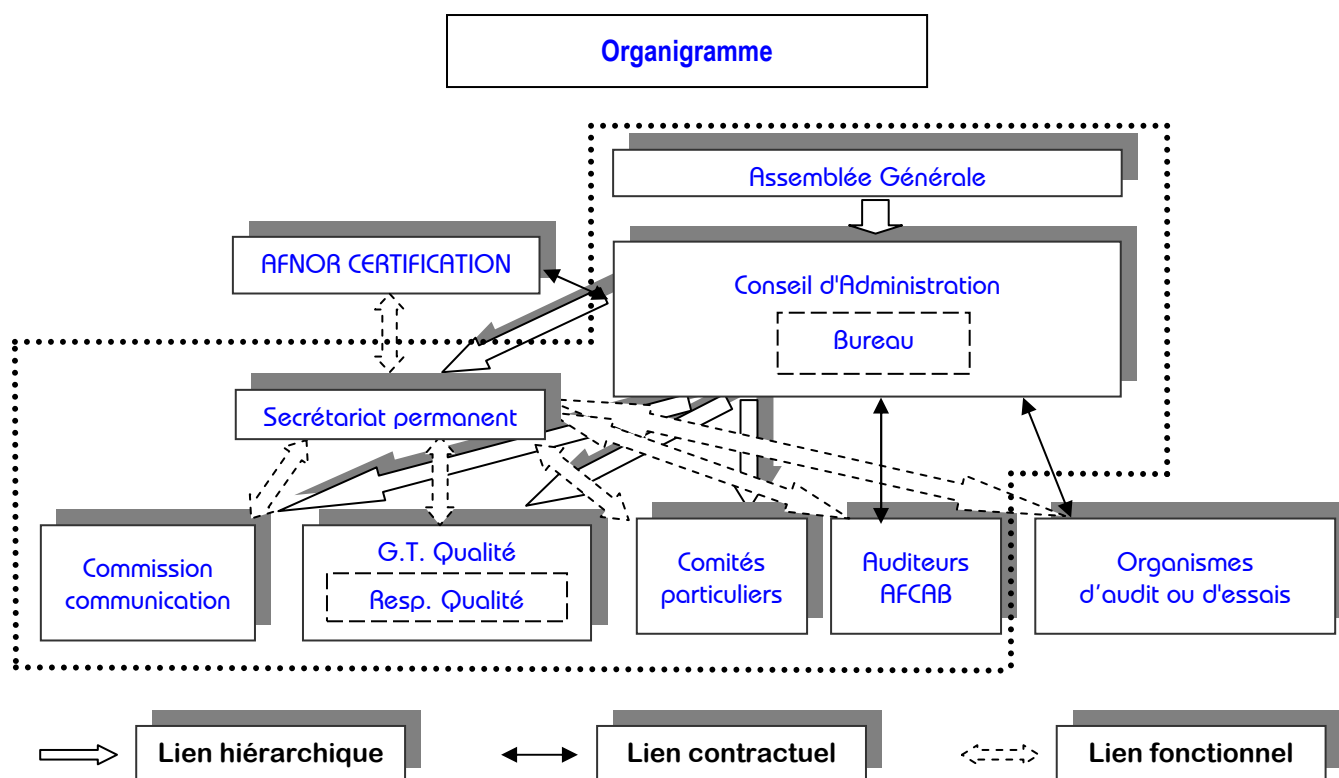 Organigramme
Assemblée Générale
AFNOR CERTIFICATION
Conseil d'Administration
Bureau
Secrétariat permanent
Commission
communication
G.T. Qualité
Resp. Qualité
Comités
particuliers
Auditeurs
AFCAB
Organismes
d’audit ou d'essais
Lien hiérarchique
Lien contractuel
Lien fonctionnel